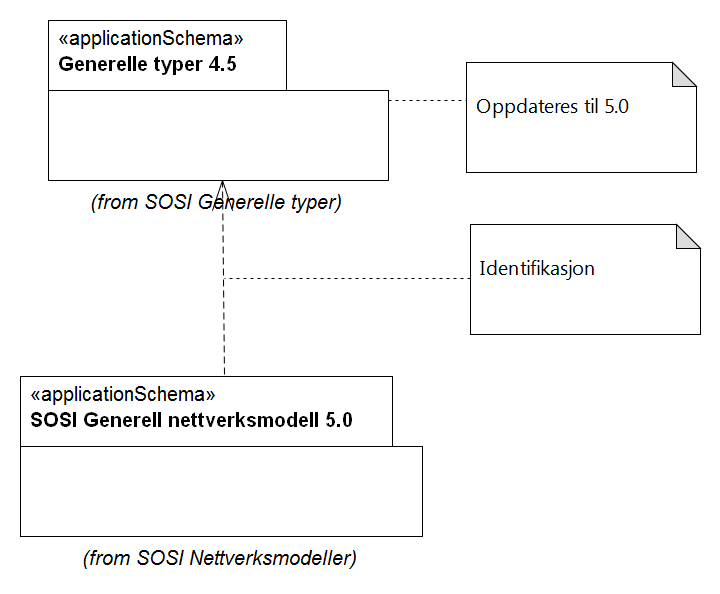 «applicationSchema»
Generelle typer 4.5
Oppdateres til 5.0
(from SOSI Generelle typer)
Identifikasjon
«applicationSchema»
SOSI Generell nettverksmodell 5.0
(from SOSI Nettverksmodeller)